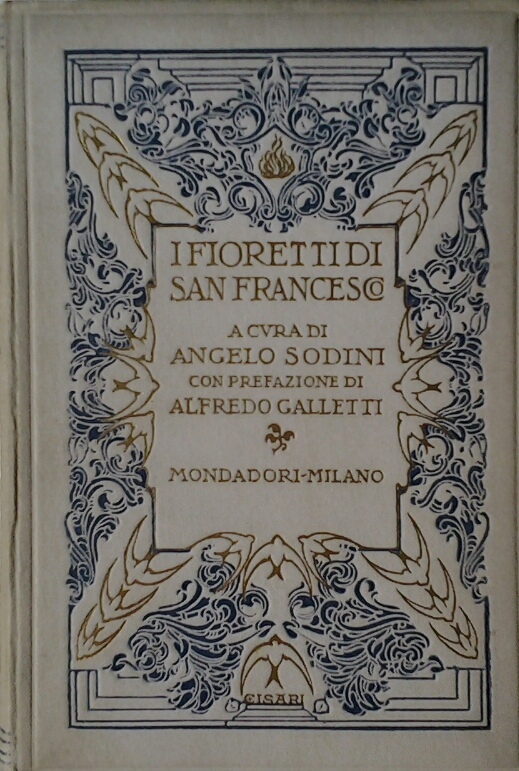 I FIORETTI DI
SAN FRANCESCO
A CVRA DI
ANGELO SODINI
CON PREFAZIONE DI
ALFREDO GALLETTI
MONDADORI-MILANO
CISARI